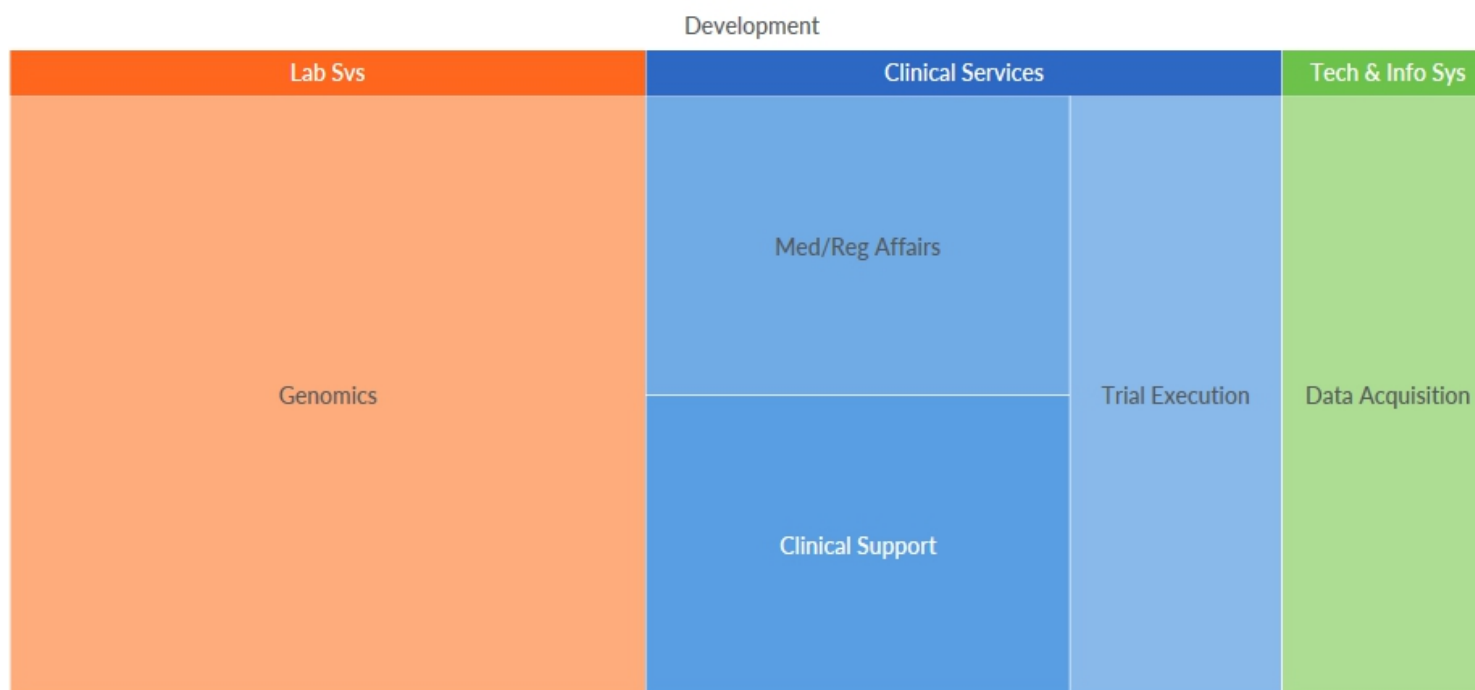 Development
Lab Svs
Clinical Services
Tech & Info Sys
Med/Reg Affairs
Genomics
Trial Execution
Data Acquisition
Clinical Support